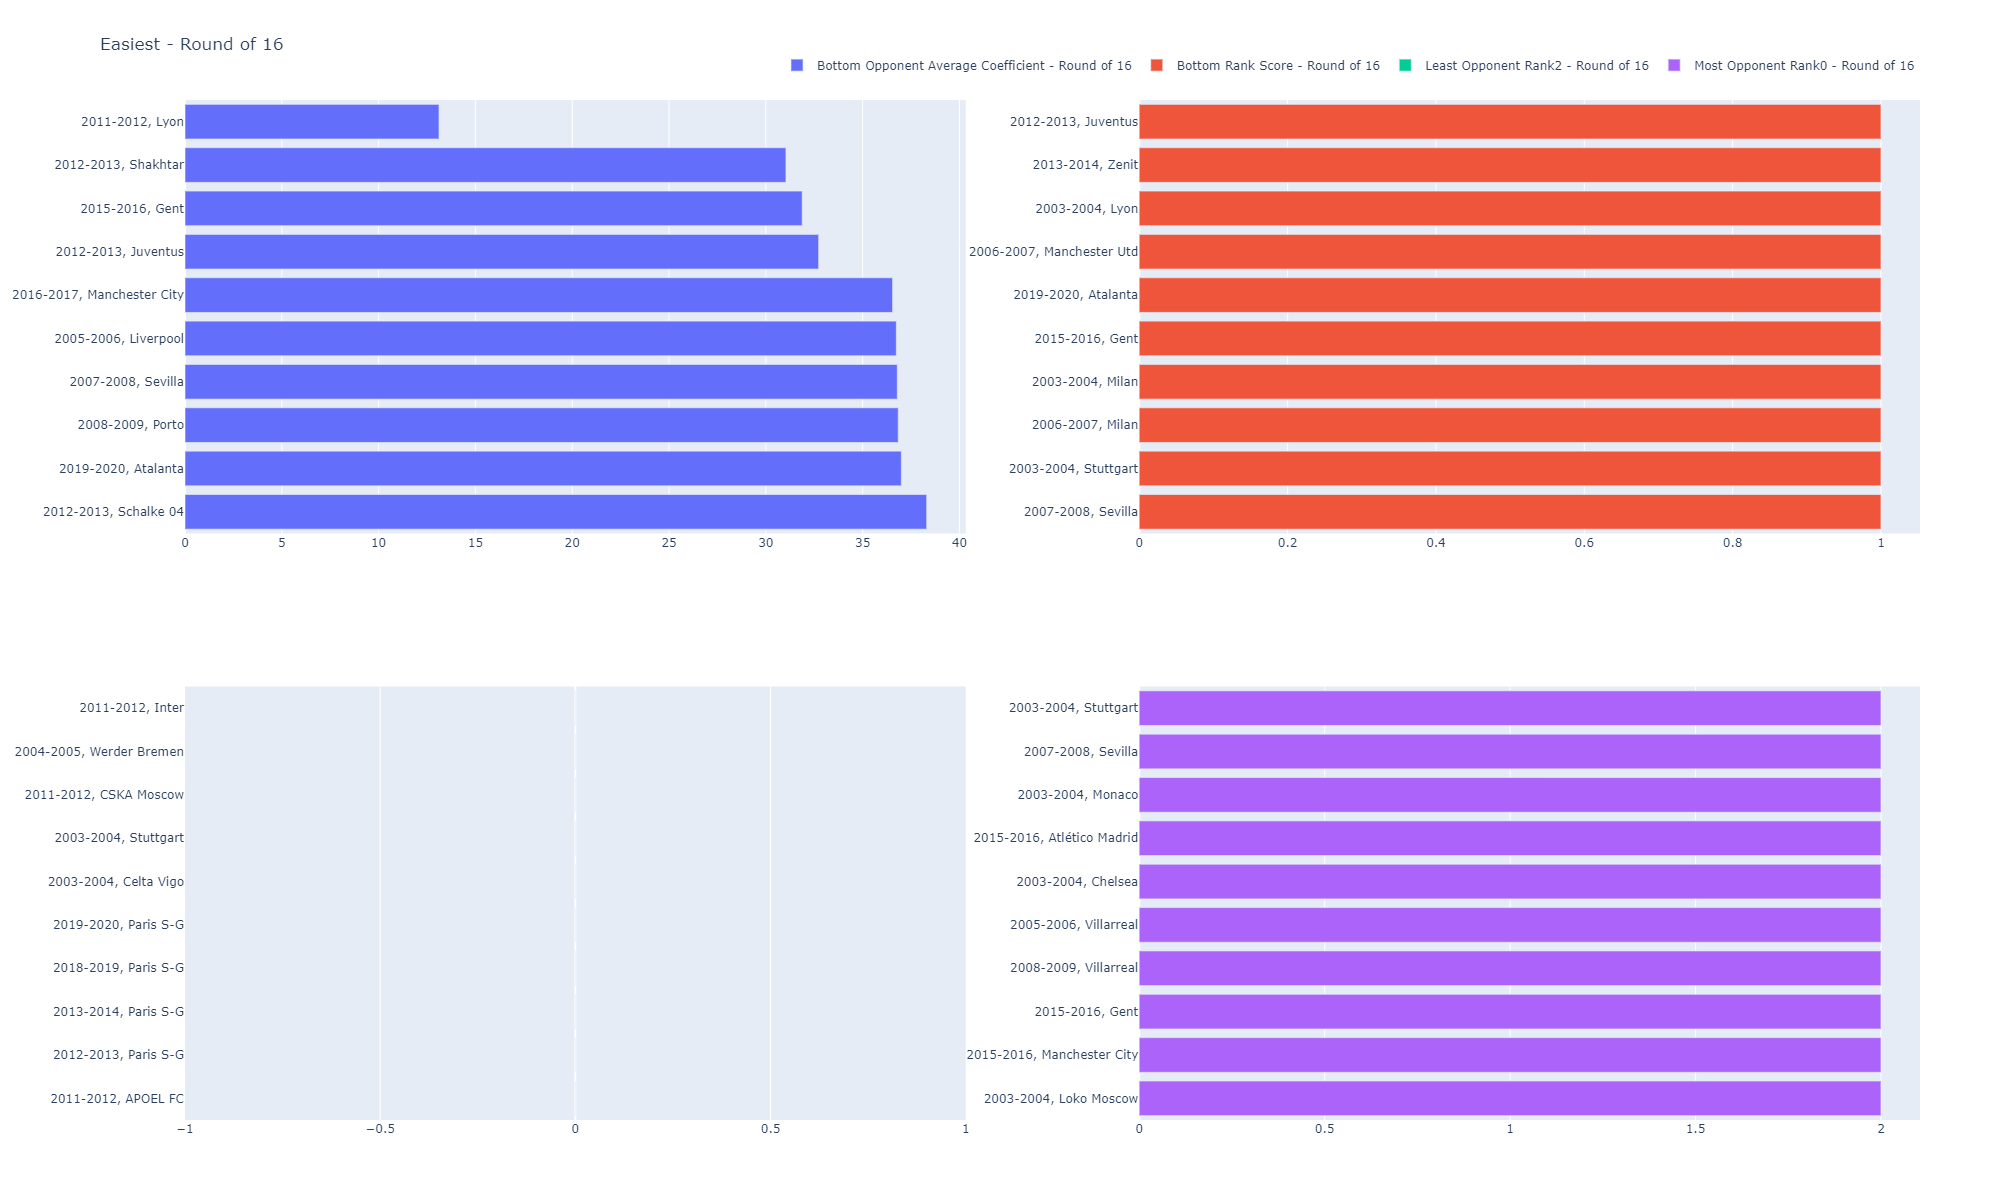 Easiest - Round of 16
Bottom Opponent Average Coefficient - Round of 16
Bottom Rank Score - Round of 16
Least Opponent Rank2 - Round of 16
Most Opponent Rank0 - Round of 16
2011-2012, Lyon
2012-2013, Shakhtar
2015-2016, Gent
2012-2013, Juventus
2016-2017, Manchester City
2005-2006, Liverpool
2007-2008, Sevilla
2008-2009, Porto
2019-2020, Atalanta
2012-2013, Schalke 04
0 5 10 15 20 25 30 35 40
2012-2013, Juventus
2013-2014, Zenit
2003-2004, Lyon
2006-2007, Manchester Utd
2019-2020, Atalanta
2015-2016, Gent
2003-2004, Milan
2006-2007, Milan
2003-2004, Stuttgart
2007-2008, Sevilla
0 0.2 0.4 0.6 0.8 1
2011-2012, Inter
2004-2005, Werder Bremen
2011-2012, CSKA Moscow
2003-2004, Stuttgart
2003-2004, Celta Vigo
2019-2020, Paris S-G
2018-2019, Paris S-G
2013-2014, Paris S-G
2012-2013, Paris S-G
2011-2012, APOEL FC
−1 −0.5 0 0.5 1
2003-2004, Stuttgart
2007-2008, Sevilla
2003-2004, Monaco
2015-2016, Atlético Madrid
2003-2004, Chelsea
2005-2006, Villarreal
2008-2009, Villarreal
2015-2016, Gent
2015-2016, Manchester City
2003-2004, Loko Moscow
0 0.5 1 1.5 2